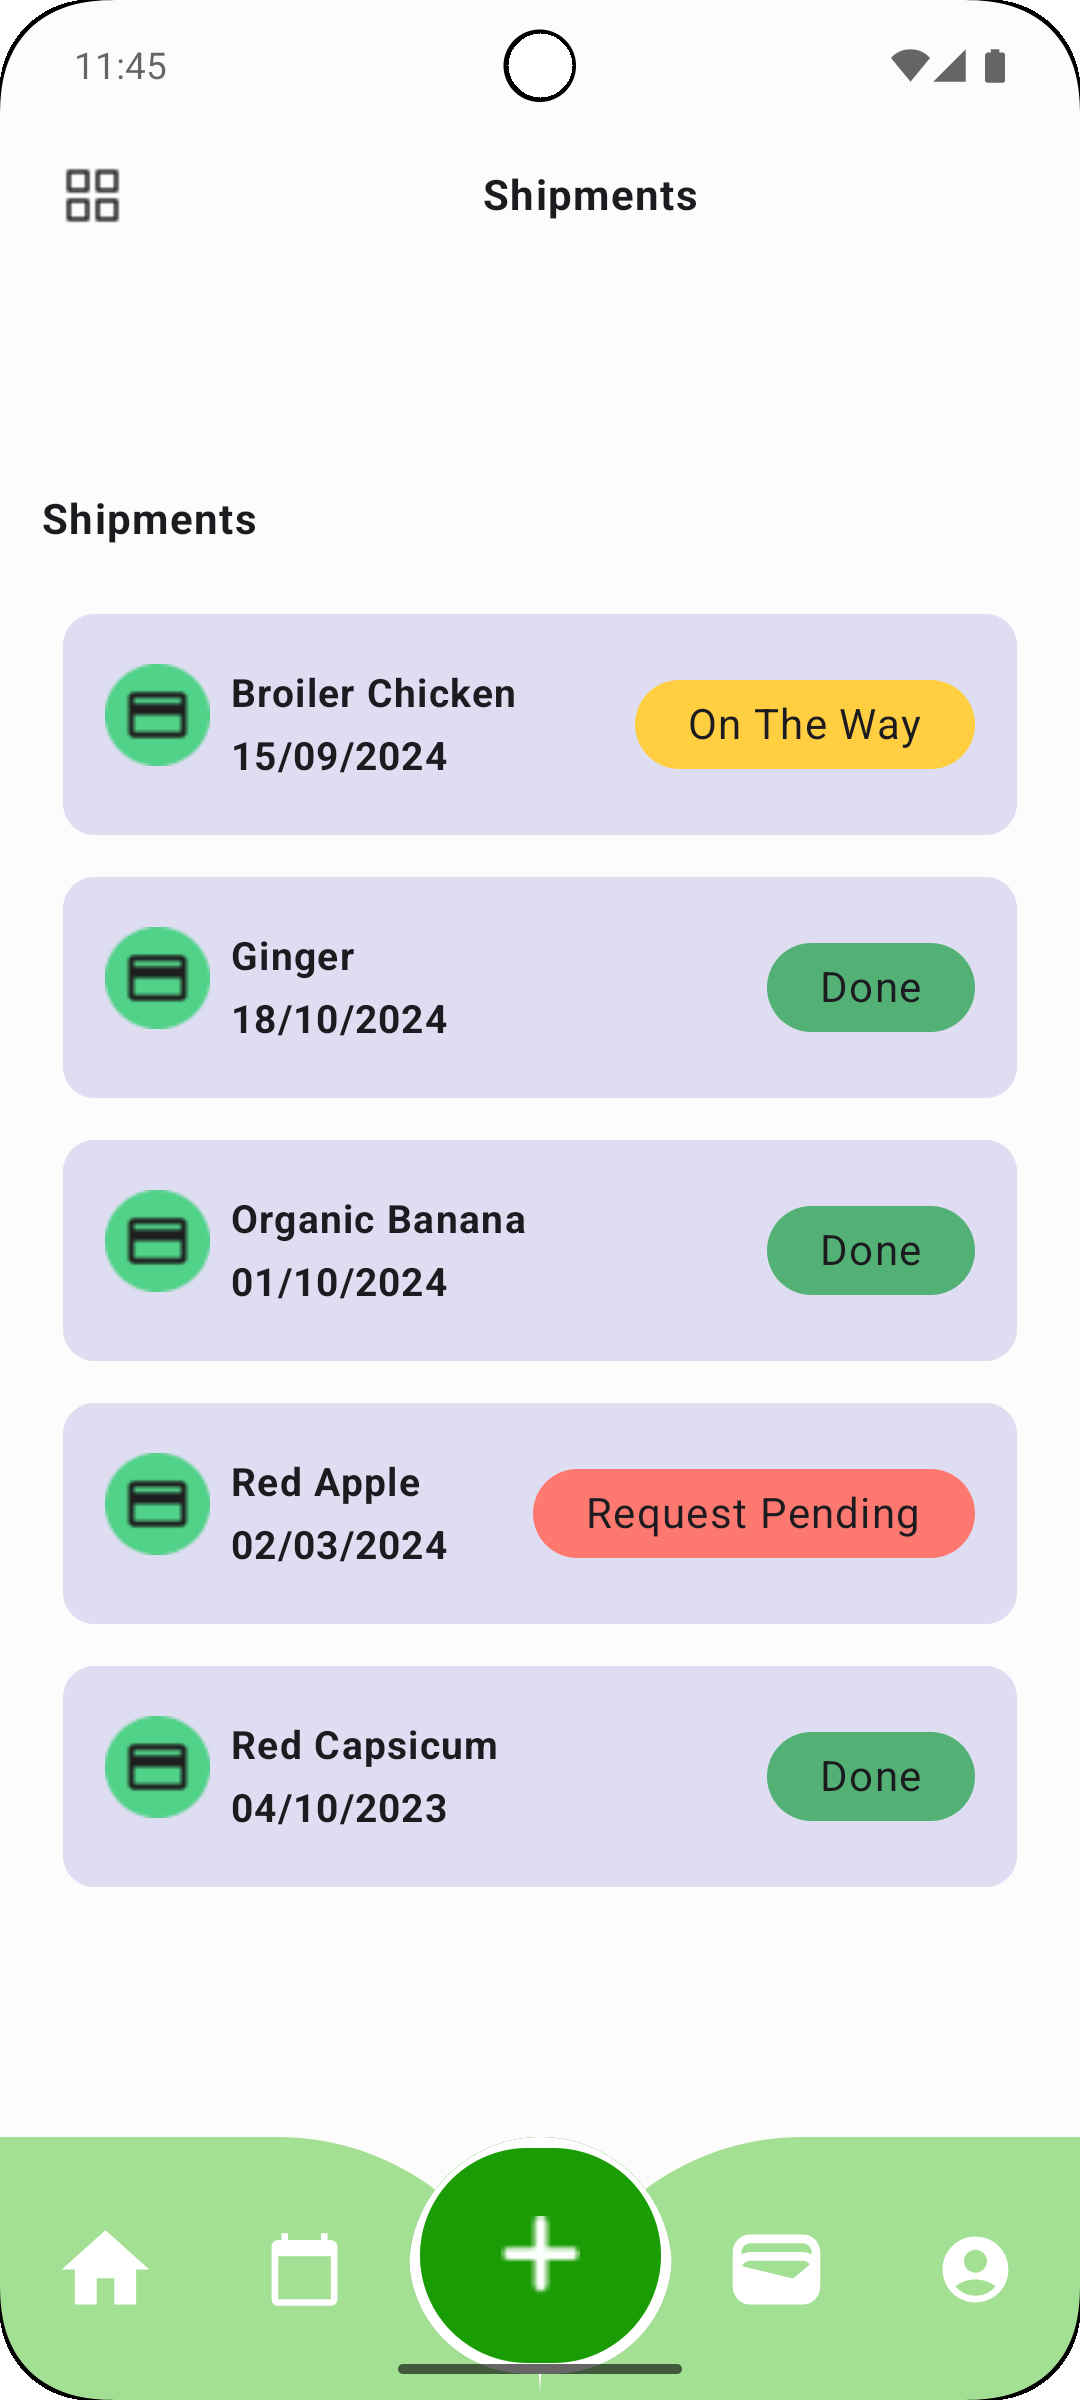 11:45
Shipments
Shipments
Broiler Chicken
15/09/2024
On The Way
Ginger
18/10/2024
Done
Organic Banana
01/10/2024
Done
Red Apple
02/03/2024
Request Pending
Red Capsicum
04/10/2023
Done